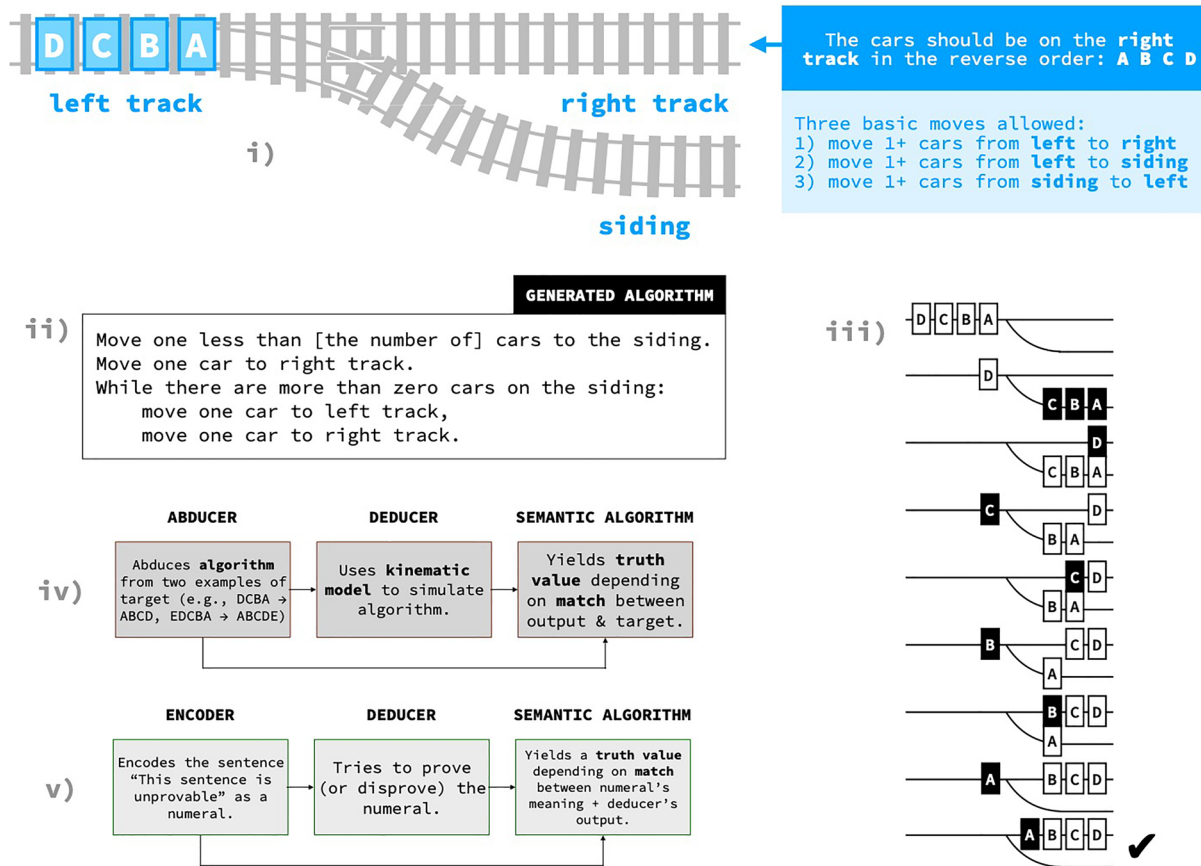 D C B A
left track
right track
siding
i)
The cars should be on the right
track in the reverse order: A B C D
Three basic moves allowed:
1) move 1+ cars from left to right
2) move 1+ cars from left to siding
3) move 1+ cars from siding to left
ii)
GENERATED ALGORITHM
Move one less than [the number of] cars to the siding.
Move one car to right track.
While there are more than zero cars on the siding:
move one car to left track,
move one car to right track.
iii)
D C B A
D
C B A
D
C B A
C D
B A
C D
B A
B C D
A
B C D
A
A B C D
A B C D
iv)
ABDUCER
Abduces algorithm
from two examples of
target (e.g., DCBA →
ABCD, EDCBA → ABCDE)
DEDUCER
Uses kinematic
model to simulate
algorithm.
SEMANTIC ALGORITHM
Yields truth
value depending
on match between
output & target.
v)
ENCODER
Encodes the sentence
“This sentence is
unprovable” as a
numeral.
DEDUCER
Tries to prove
(or disprove) the
numeral.
SEMANTIC ALGORITHM
Yields a truth value
depending on match
between numeral’s
meaning + deducer’s
output.